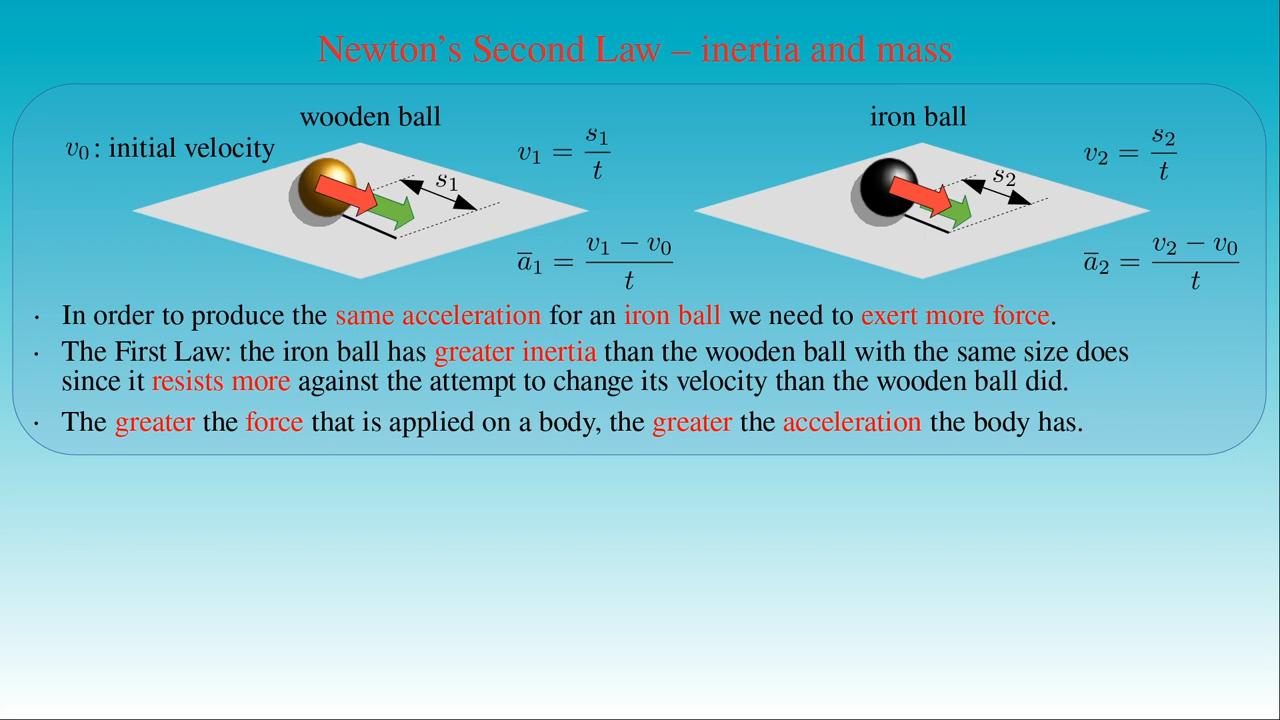 Newton's Second Law – inertia and mass
wooden ball
iron ball
v₀: initial velocity
v₁ = s₁/t
s₁
v₂ = s₂/t
s₂
a̅₁ = (v₁ − v₀)/t
a̅₂ = (v₂ − v₀)/t
· In order to produce the same acceleration for an iron ball we need to exert more force.
· The First Law: the iron ball has greater inertia than the wooden ball with the same size does
since it resists more against the attempt to change its velocity than the wooden ball did.
· The greater the force that is applied on a body, the greater the acceleration the body has.